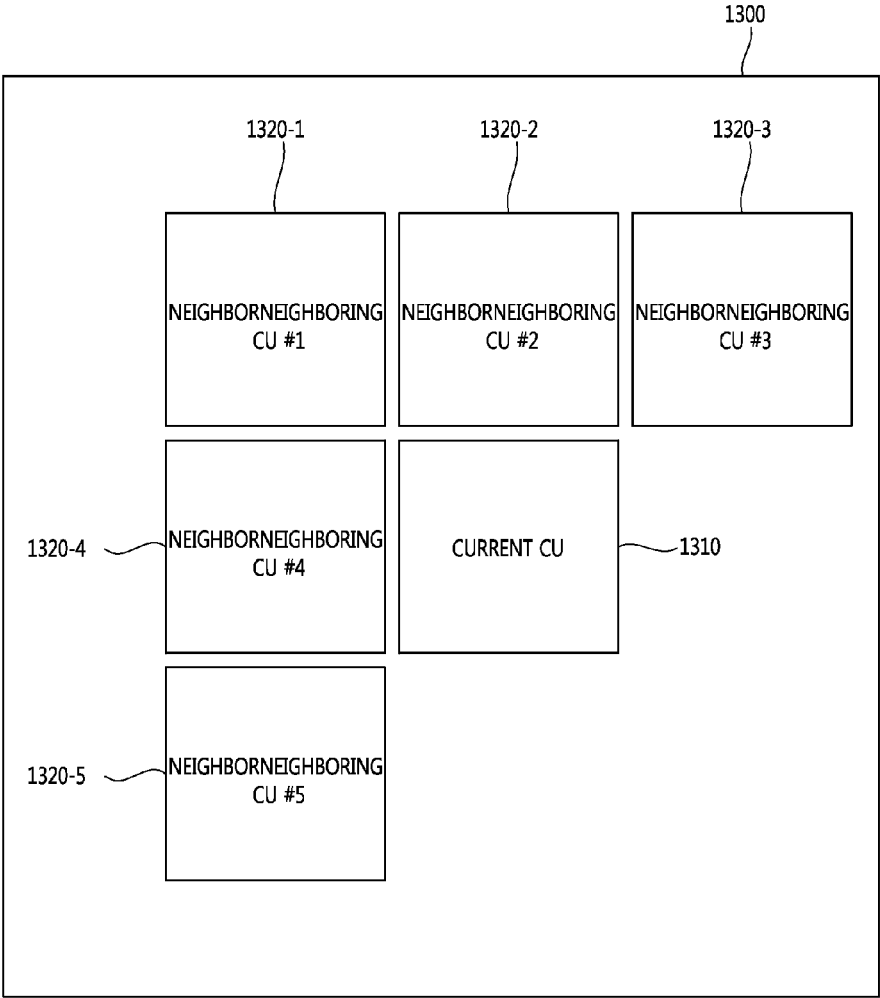 1300
1320-1 1320-2 1320-3
NEIGHBORNEIGHBORING NEIGHBORNEIGHBORING NEIGHBORNEIGHBORING
CU #1 CU #2 CU #3
1320-4
NEIGHBORNEIGHBORING
CU #4
CURRENT CU
1310
1320-5
NEIGHBORNEIGHBORING
CU #5